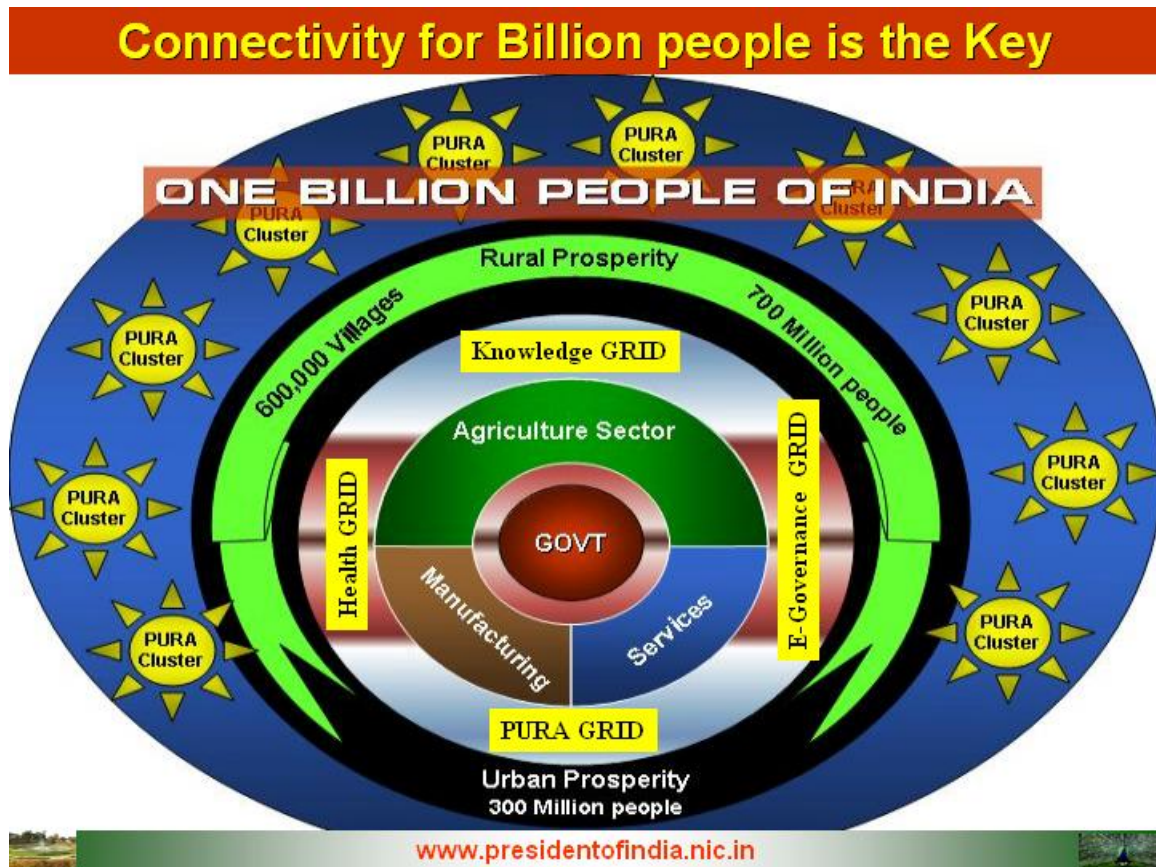 Connectivity for Billion people is the Key
PURA
Cluster
PURA
Cluster
ONE BILLION PEOPLE OF INDIA
PURA
Cluster
PURA
Cluster
Rural Prosperity
600,000 Villages
700 Million people
PURA
Cluster
PURA
Cluster
Knowledge GRID
Agriculture Sector
Health GRID
E-Governance GRID
PURA
Cluster
PURA
Cluster
GOVT
Manufacturing
Services
PURA
Cluster
PURA
Cluster
PURA GRID
Urban Prosperity
300 Million people
www.presidentofindia.nic.in